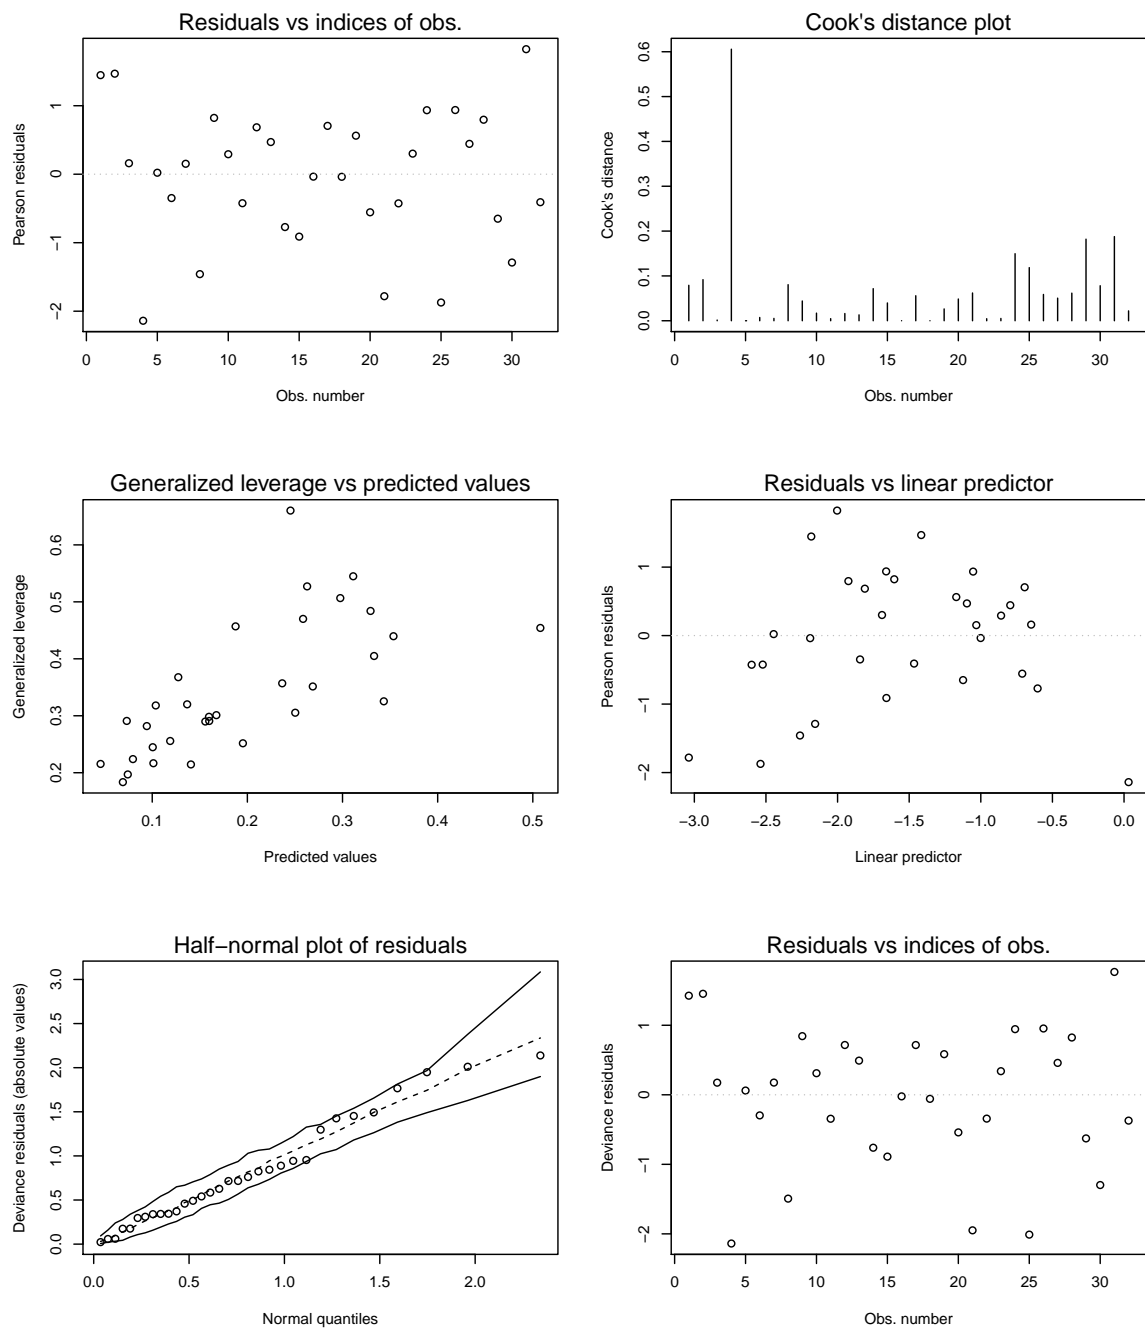 Residuals vs indices of obs.
Pearson residuals
1
0
−1
−2
0 5 10 15 20 25 30
Obs. number
Cook's distance plot
Cook's distance
0.6
0.5
0.4
0.3
0.2
0.1
0.0
0 5 10 15 20 25 30
Obs. number
Generalized leverage vs predicted values
Generalized leverage
0.6
0.5
0.4
0.3
0.2
0.1 0.2 0.3 0.4 0.5
Predicted values
Residuals vs linear predictor
Pearson residuals
1
0
−1
−2
−3.0 −2.5 −2.0 −1.5 −1.0 −0.5 0.0
Linear predictor
Half−normal plot of residuals
Deviance residuals (absolute values)
3.0
2.5
2.0
1.5
1.0
0.5
0.0
0.0 0.5 1.0 1.5 2.0
Normal quantiles
Residuals vs indices of obs.
Deviance residuals
1
0
−1
−2
0 5 10 15 20 25 30
Obs. number